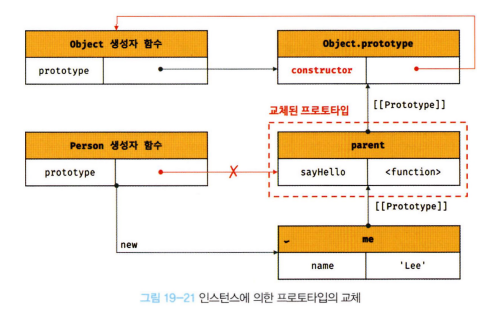 Object 생성자 함수
prototype
Object.prototype
constructor
[[Prototype]]
교체된 프로토타입
Person 생성자 함수
prototype
X
parent
sayHello
<function>
[[Prototype]]
new
me
name
'Lee'
그림 19-21 인스턴스에 의한 프로토타입의 교체